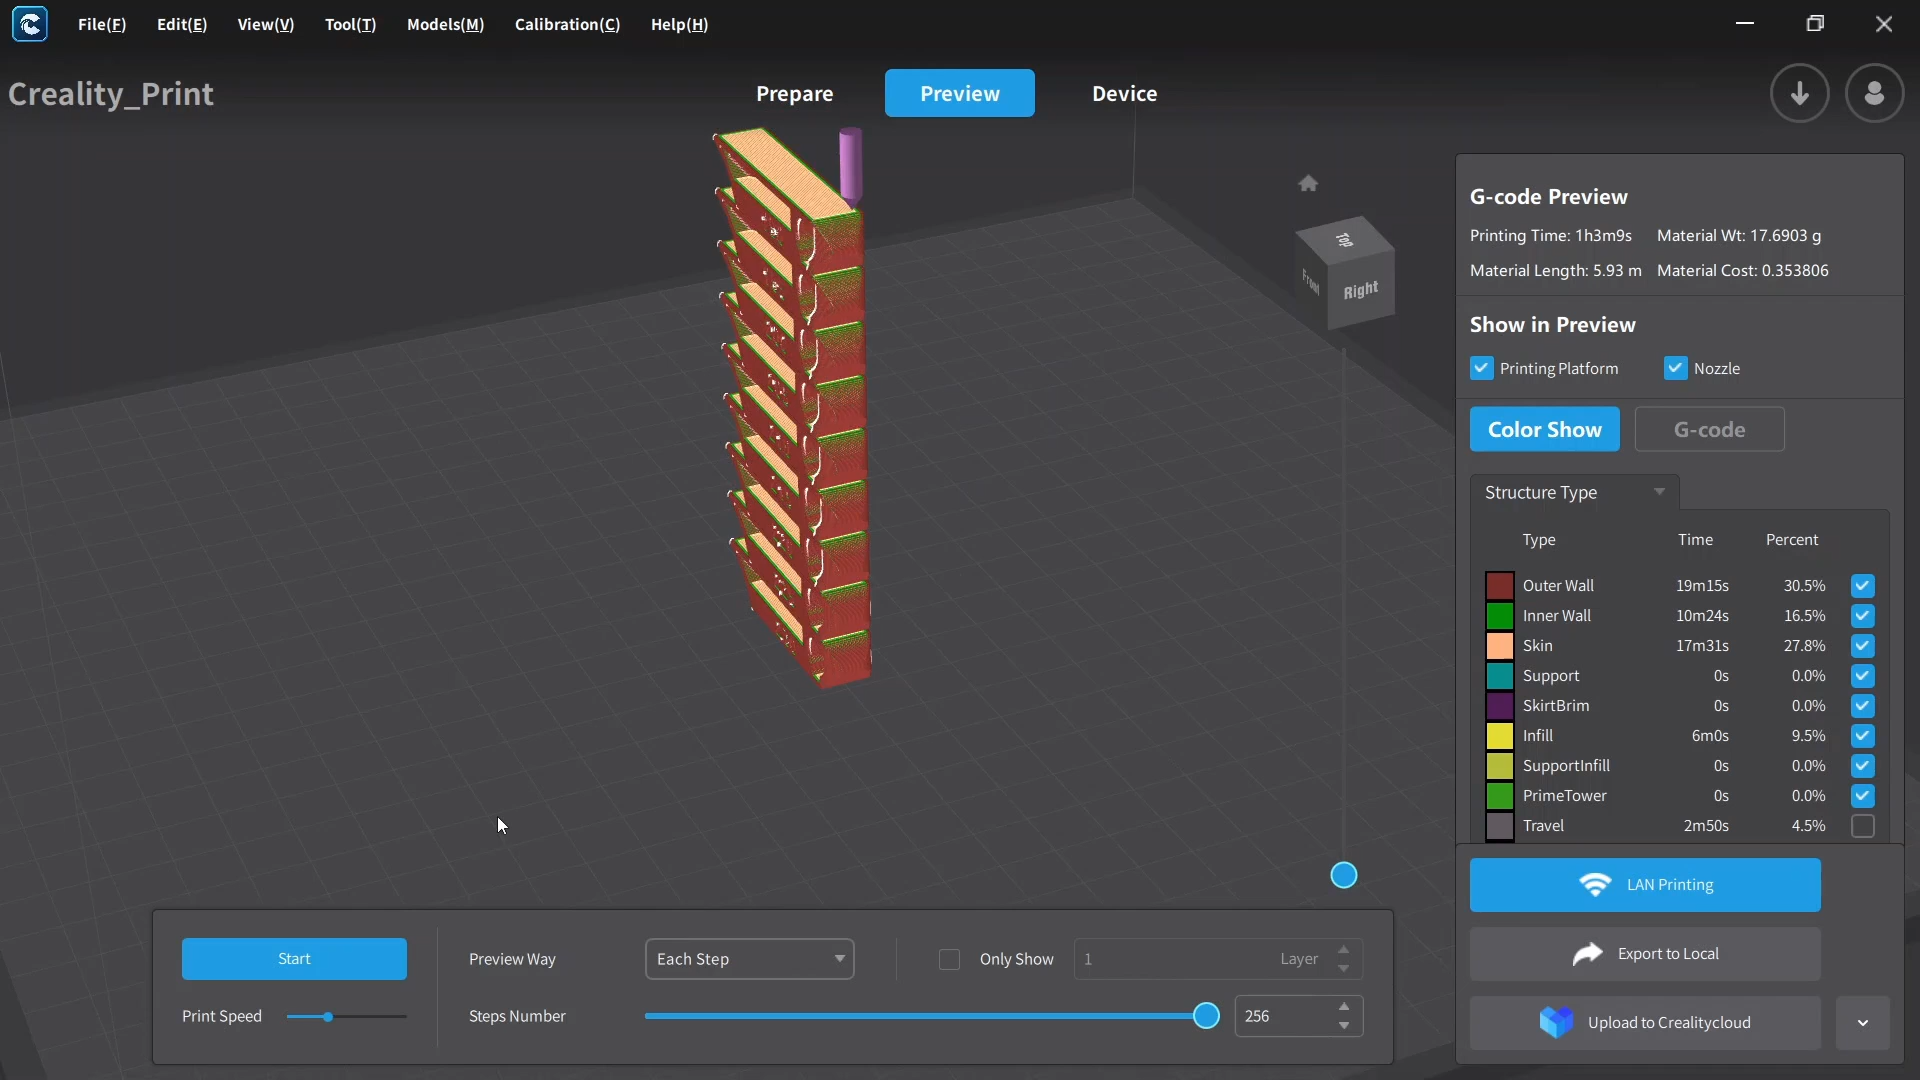 File(F) Edit(E) View(V) Tool(T) Models(M) Calibration(C) Help(H)
Creality_Print
Prepare Preview Device
Top
Front
Right
G-code Preview
Printing Time: 1h3m9s Material Wt: 17.6903 g
Material Length: 5.93 m Material Cost: 0.353806
Show in Preview
Printing Platform Nozzle
Color Show G-code
Structure Type
Type Time Percent
Outer Wall 19m15s 30.5%
Inner Wall 10m24s 16.5%
Skin 17m31s 27.8%
Support 0s 0.0%
SkirtBrim 0s 0.0%
Infill 6m0s 9.5%
SupportInfill 0s 0.0%
PrimeTower 0s 0.0%
Travel 2m50s 4.5%
LAN Printing
Export to Local
Upload to Crealitycloud
Start Preview Way Each Step Only Show 1 Layer
Print Speed Steps Number 256